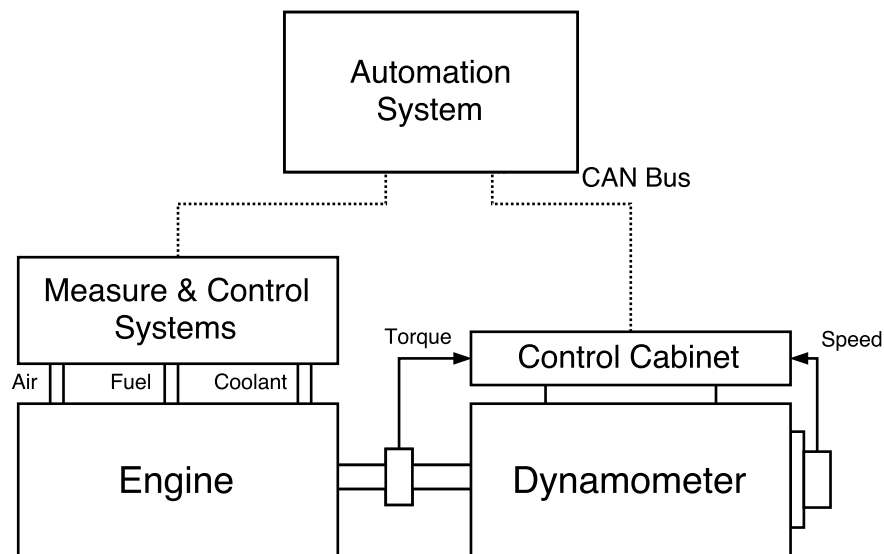 Automation
System
CAN Bus
Measure & Control
Systems
Torque
Control Cabinet
Speed
Air
Fuel
Coolant
Engine
Dynamometer